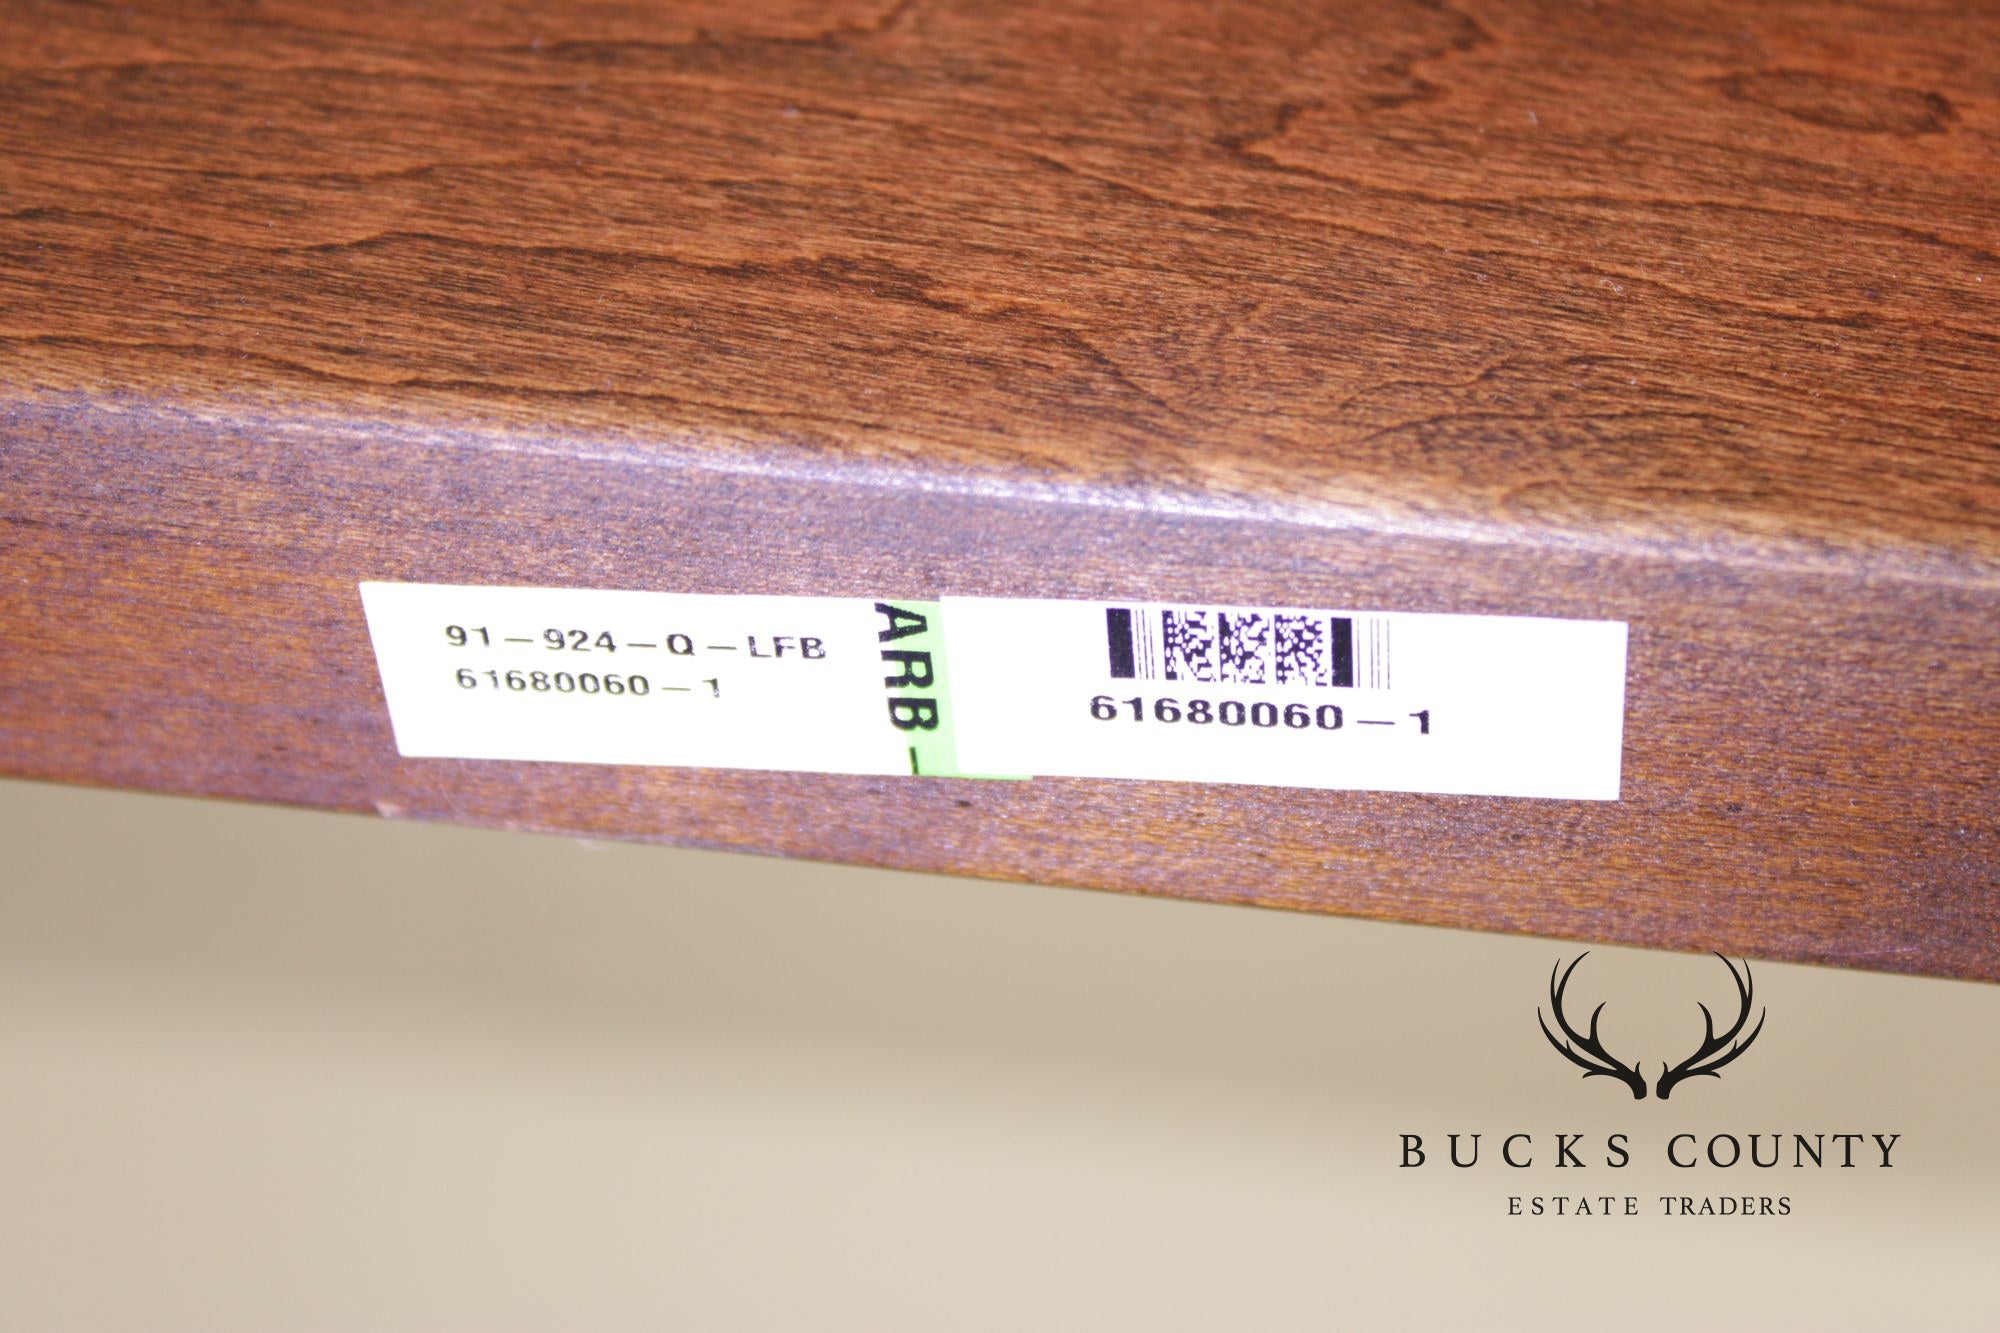 91-924-Q-LFB
61680060-1
ARB-
61680060-1
BUCKS COUNTY
ESTATE TRADERS